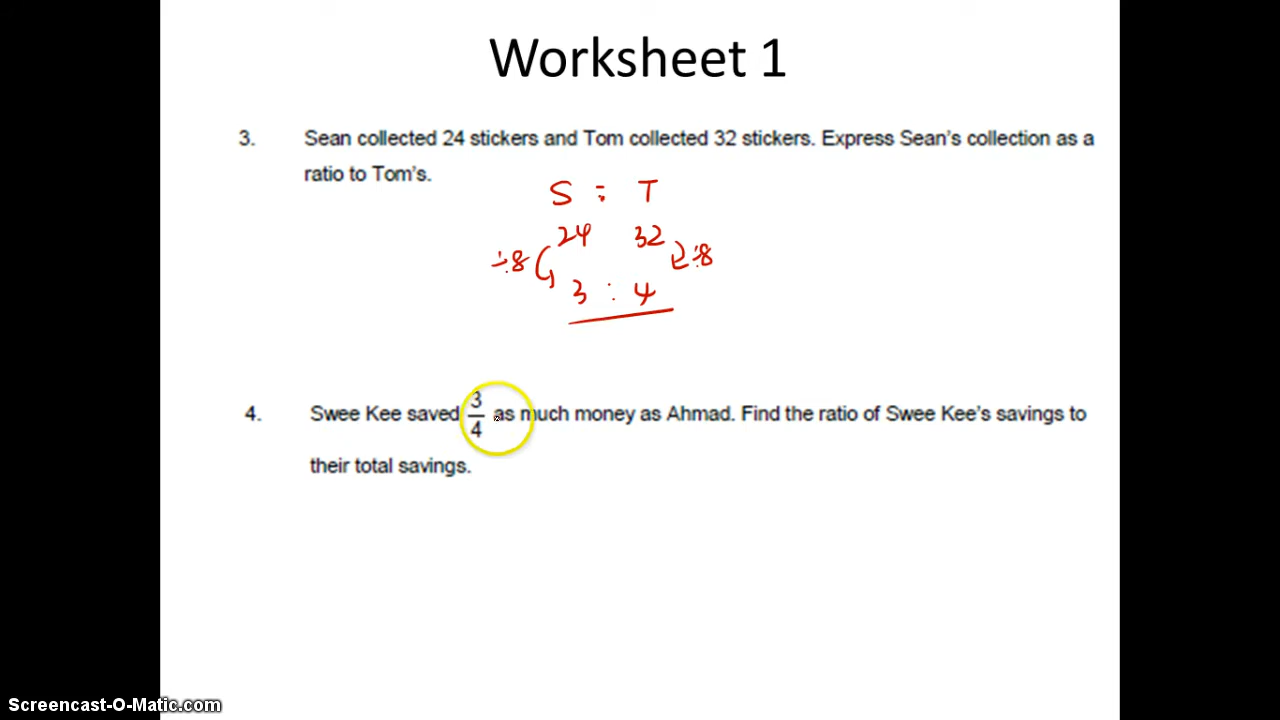 Worksheet 1
3. Sean collected 24 stickers and Tom collected 32 stickers. Express Sean's collection as a
ratio to Tom's.
S : T
24 32
÷8 ÷8
3 : 4
4. Swee Kee saved 3/4 as much money as Ahmad. Find the ratio of Swee Kee's savings to
their total savings.
Screencast-O-Matic.com